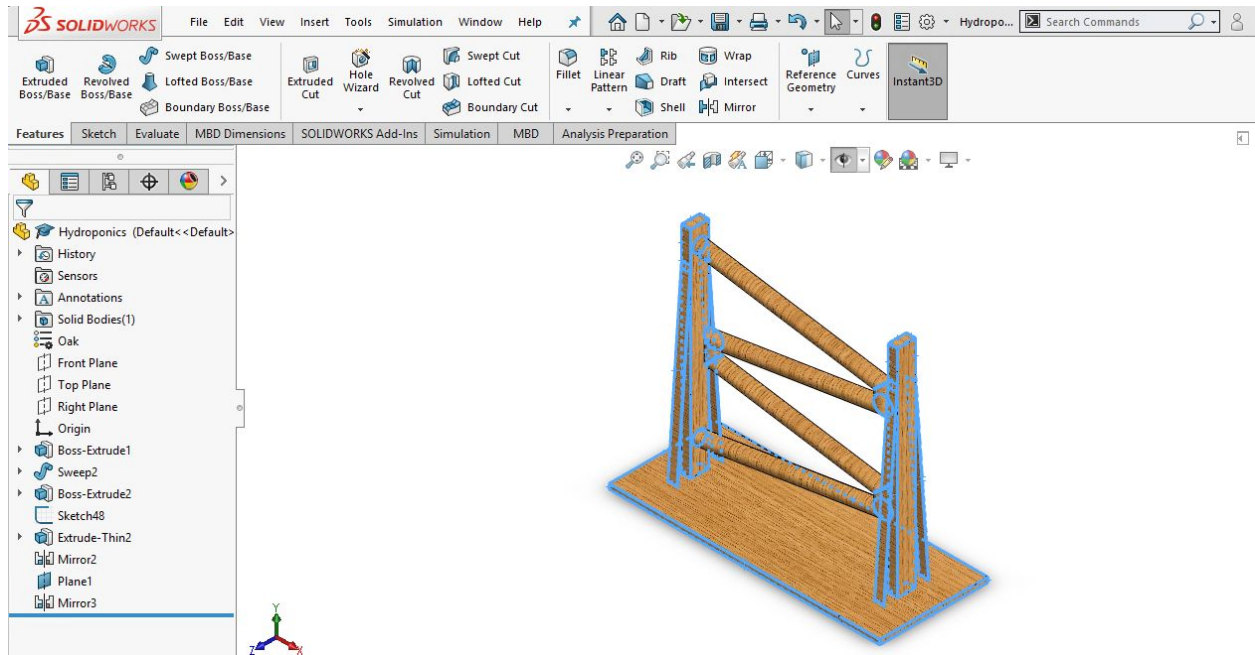 SOLIDWORKS File Edit View Insert Tools Simulation Window Help Hydropo... Search Commands
Extruded Boss/Base
Revolved Boss/Base
Swept Boss/Base
Lofted Boss/Base
Boundary Boss/Base
Extruded Cut
Hole Wizard
Revolved Cut
Swept Cut
Lofted Cut
Boundary Cut
Fillet
Linear Pattern
Rib
Draft
Shell
Wrap
Intersect
Mirror
Reference Geometry
Curves
Instant3D
Features Sketch Evaluate MBD Dimensions SOLIDWORKS Add-Ins Simulation MBD Analysis Preparation
Hydroponics (Default<<Default>
History
Sensors
Annotations
Solid Bodies(1)
Oak
Front Plane
Top Plane
Right Plane
Origin
Boss-Extrude1
Sweep2
Boss-Extrude2
Sketch48
Extrude-Thin2
Mirror2
Plane1
Mirror3
Y
Z
X